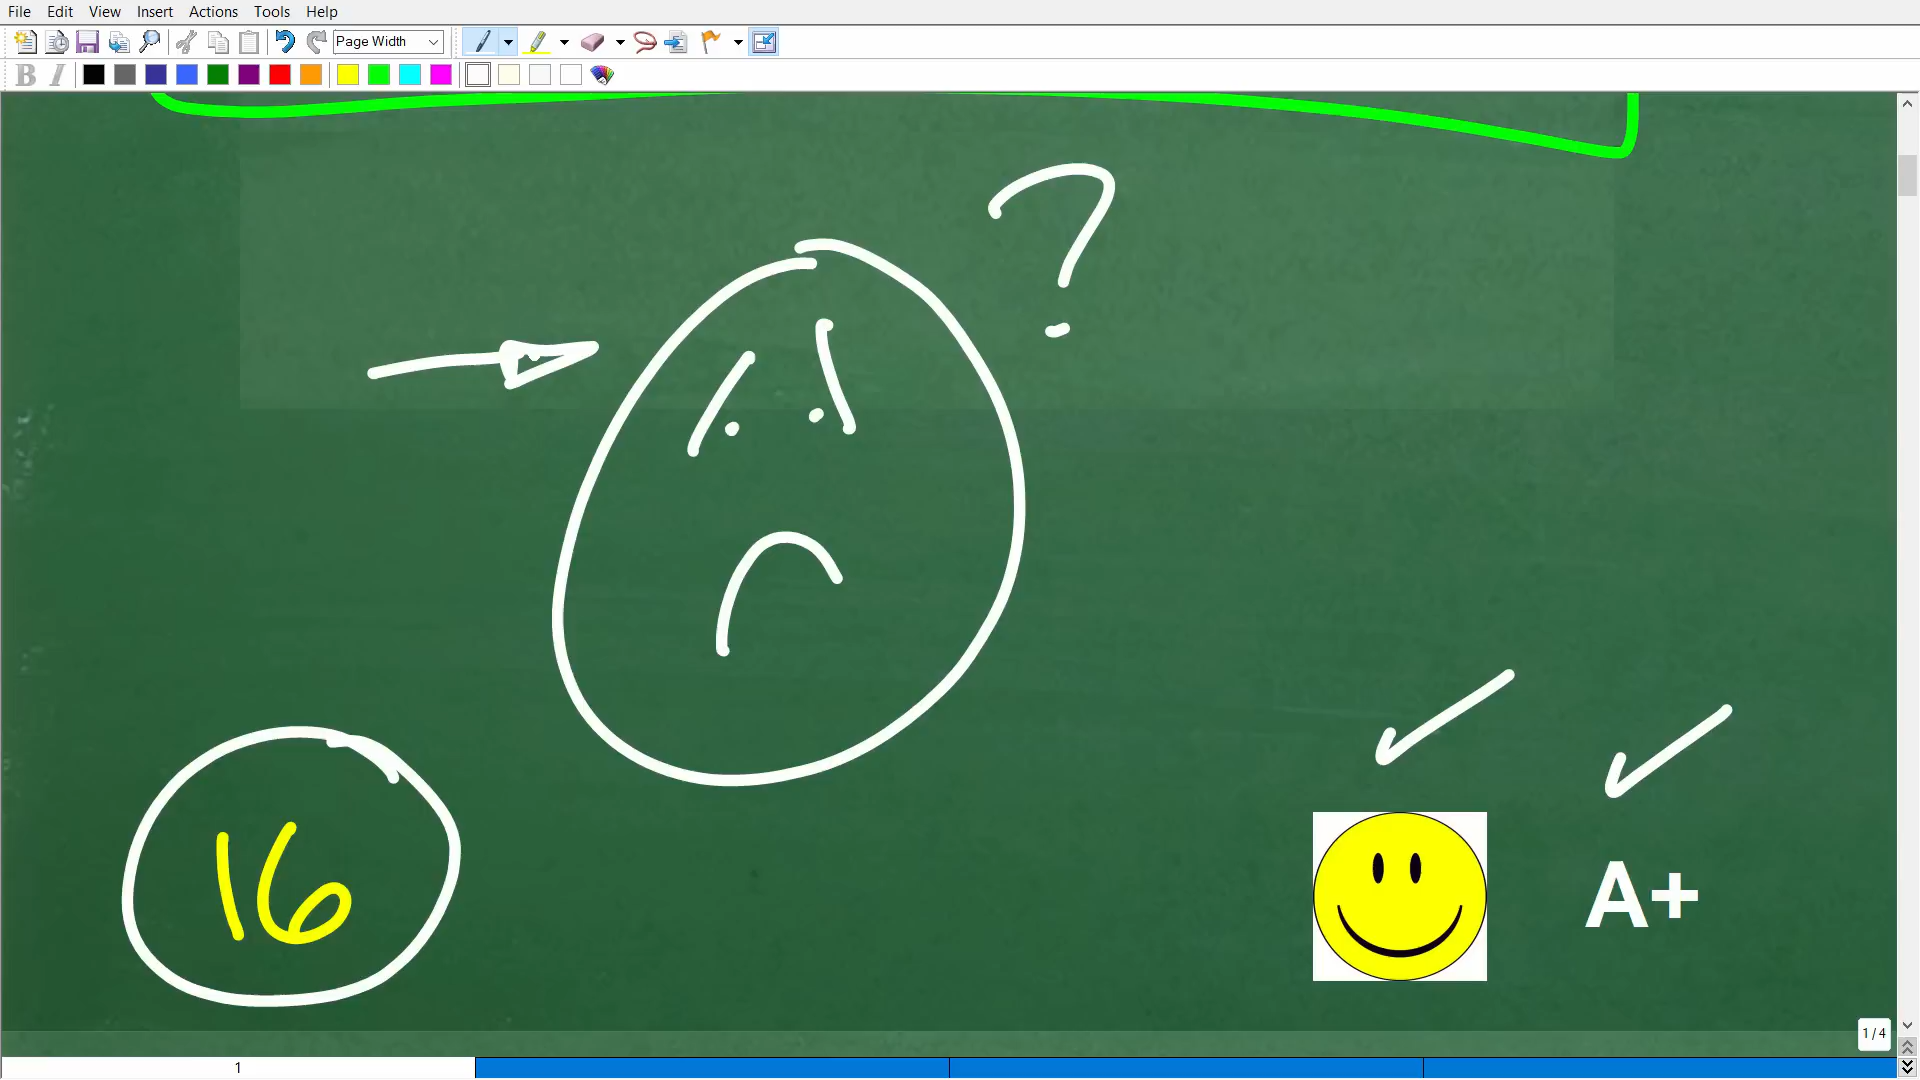 File Edit View Insert Actions Tools Help
Page Width
B I
?
16
A+
1 / 4
1